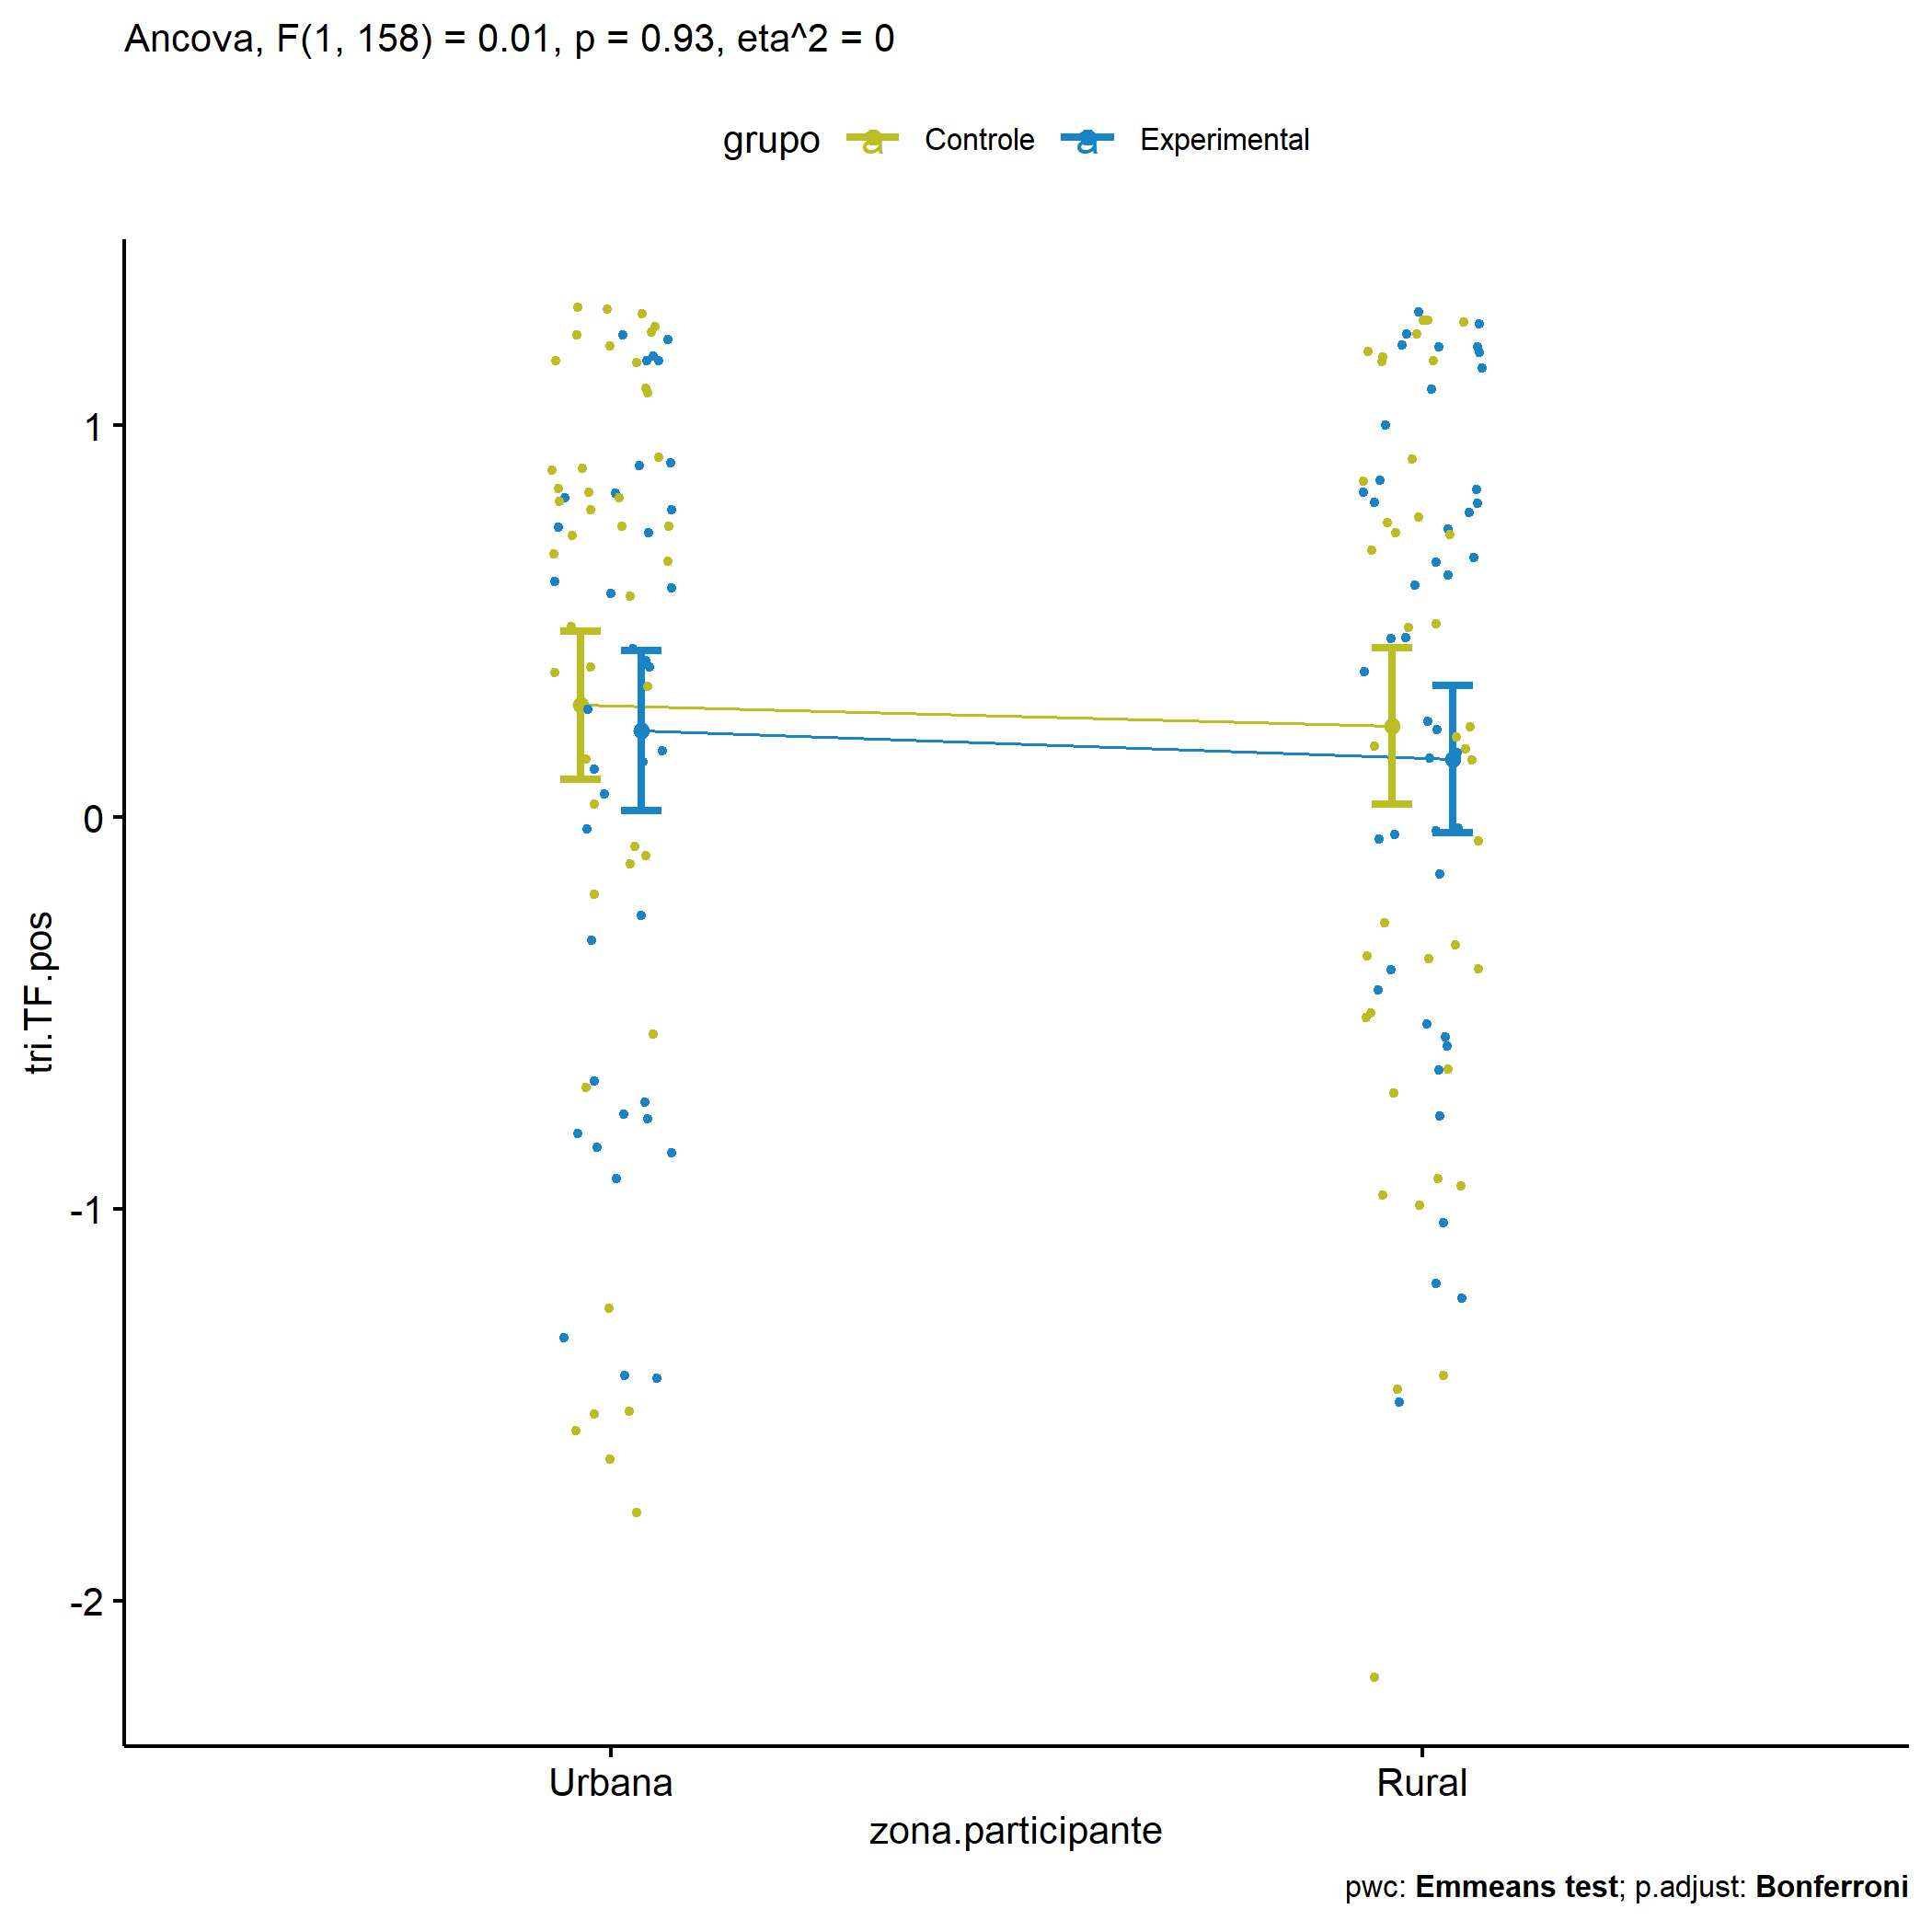 Ancova, F(1, 158) = 0.01, p = 0.93, eta^2 = 0
grupo a Controle a Experimental
1
0
-1
-2
tri.TF.pos
Urbana Rural
zona.participante
pwc: Emmeans test; p.adjust: Bonferroni